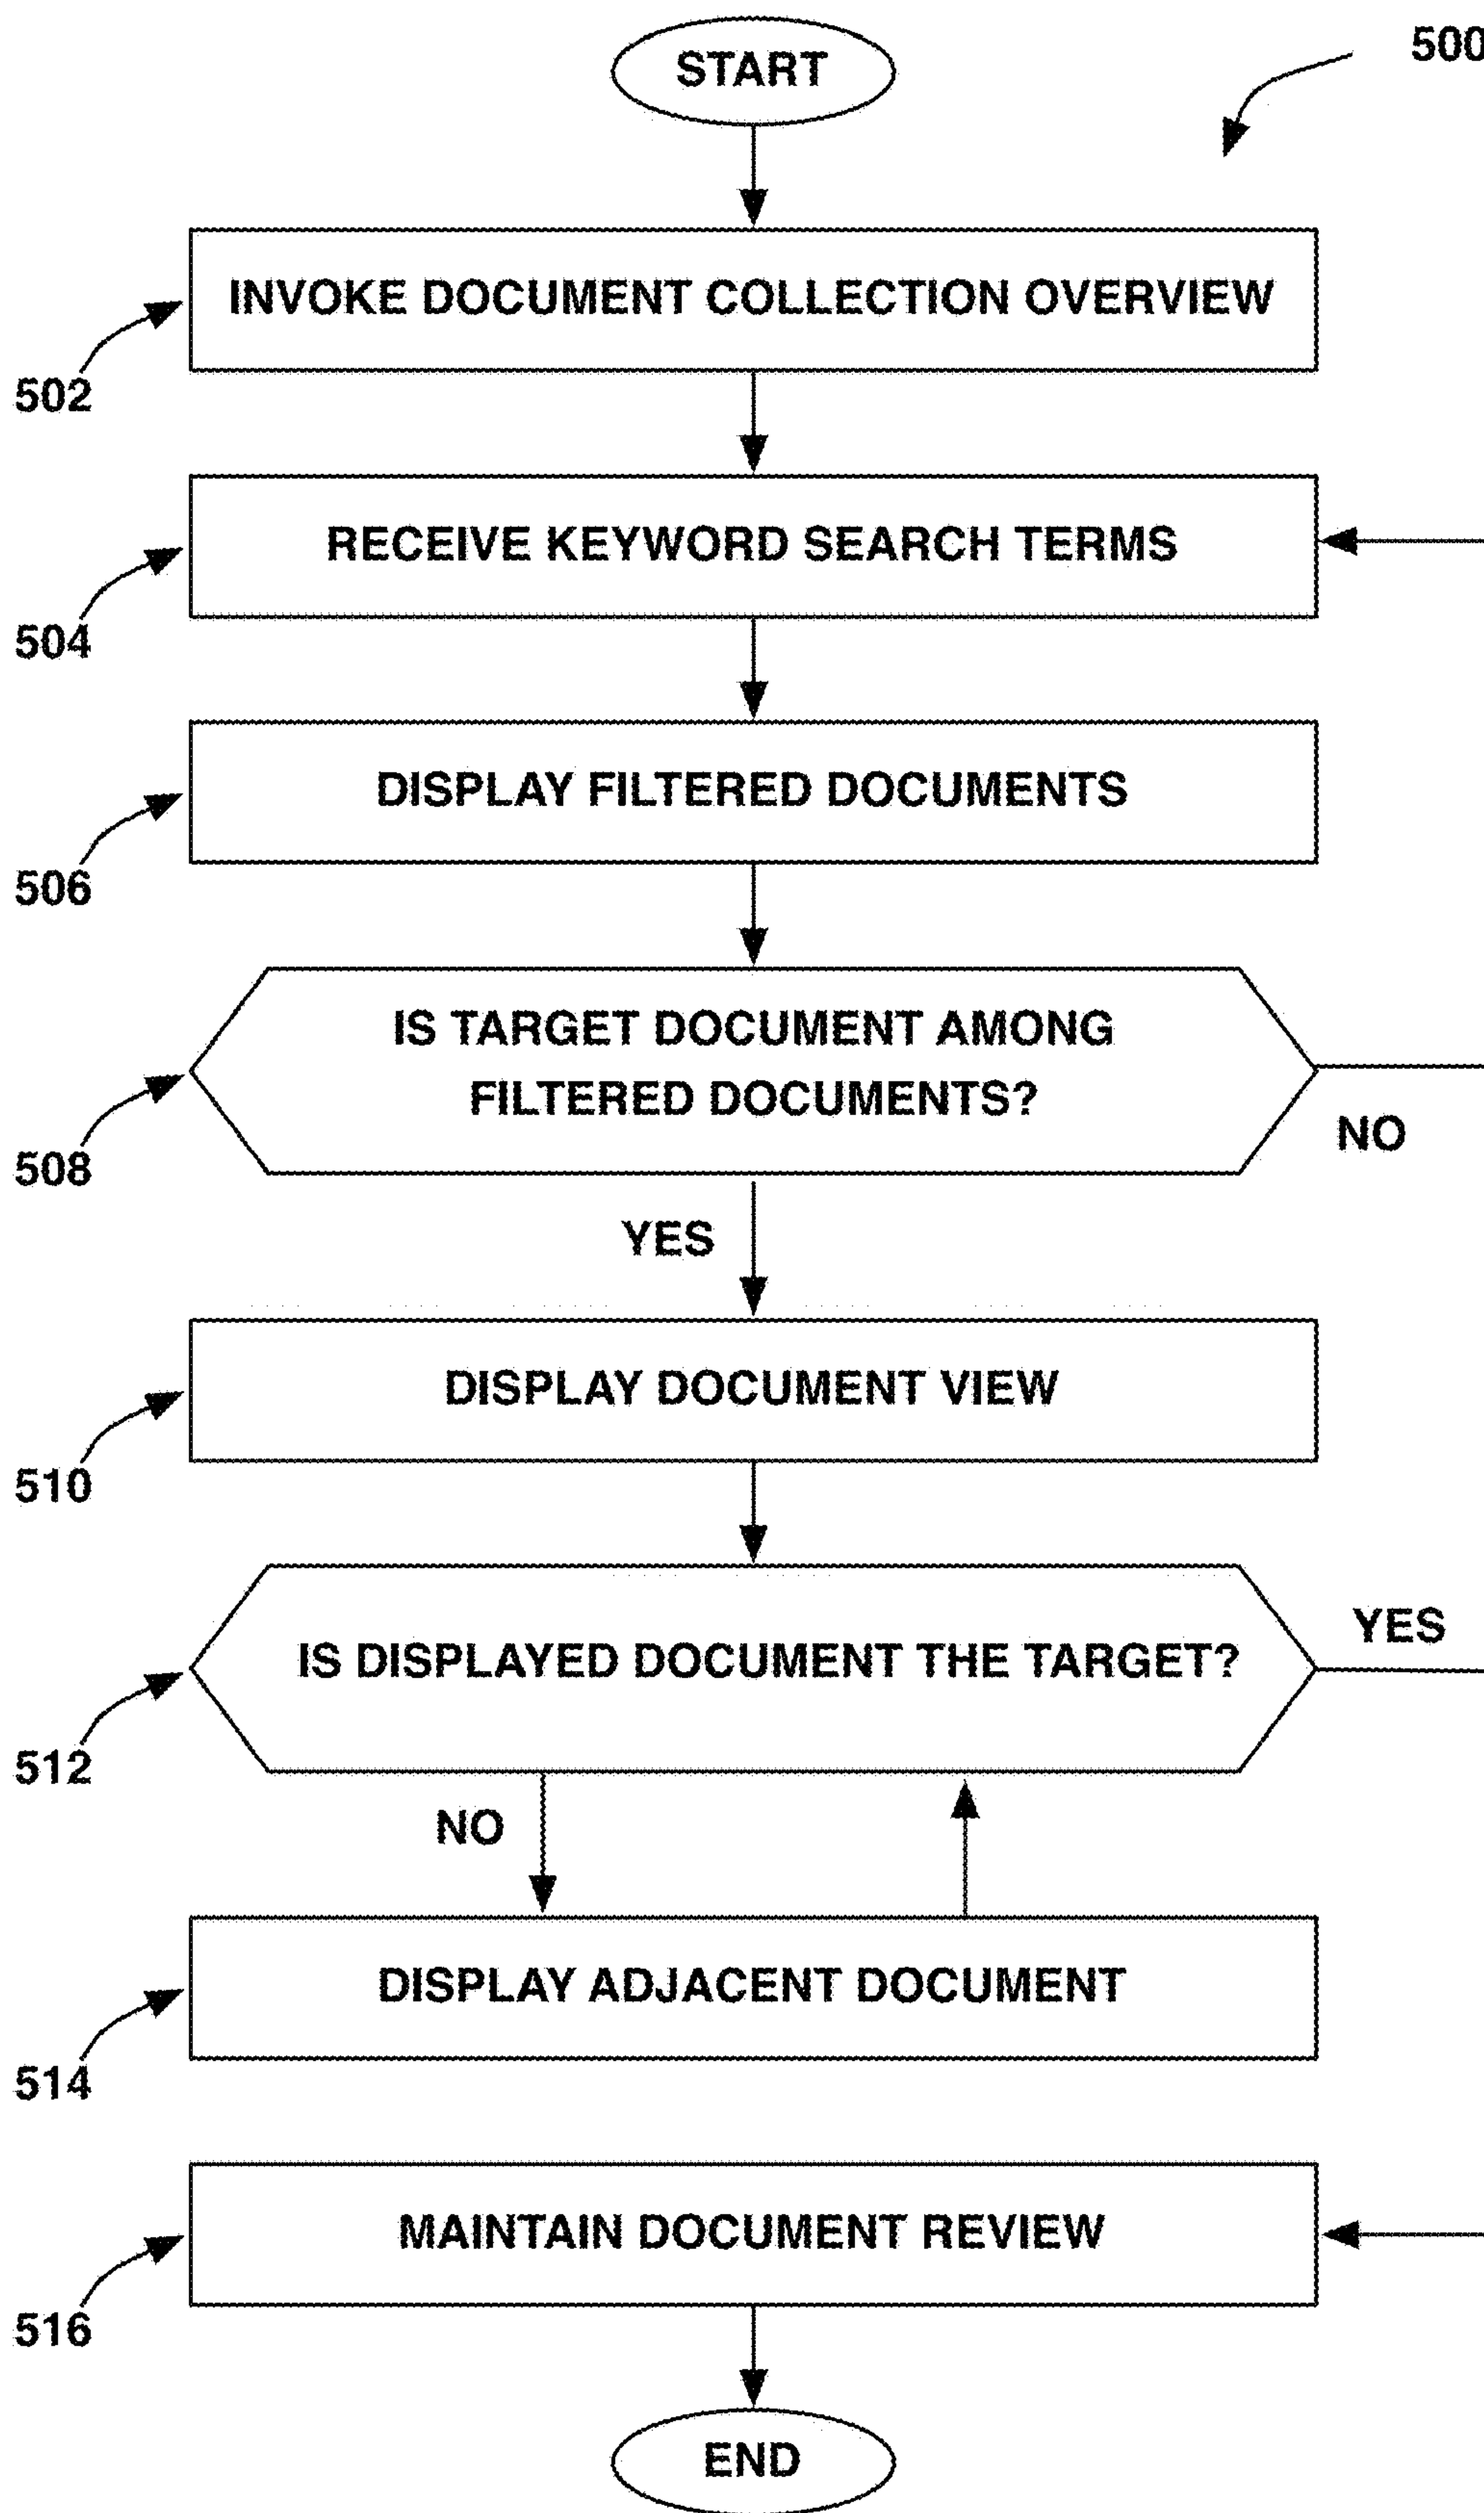 START
500
INVOKE DOCUMENT COLLECTION OVERVIEW
502
RECEIVE KEYWORD SEARCH TERMS
504
DISPLAY FILTERED DOCUMENTS
506
IS TARGET DOCUMENT AMONG
FILTERED DOCUMENTS?
NO
508
YES
DISPLAY DOCUMENT VIEW
510
YES
IS DISPLAYED DOCUMENT THE TARGET?
512
NO
DISPLAY ADJACENT DOCUMENT
514
MAINTAIN DOCUMENT REVIEW
516
END